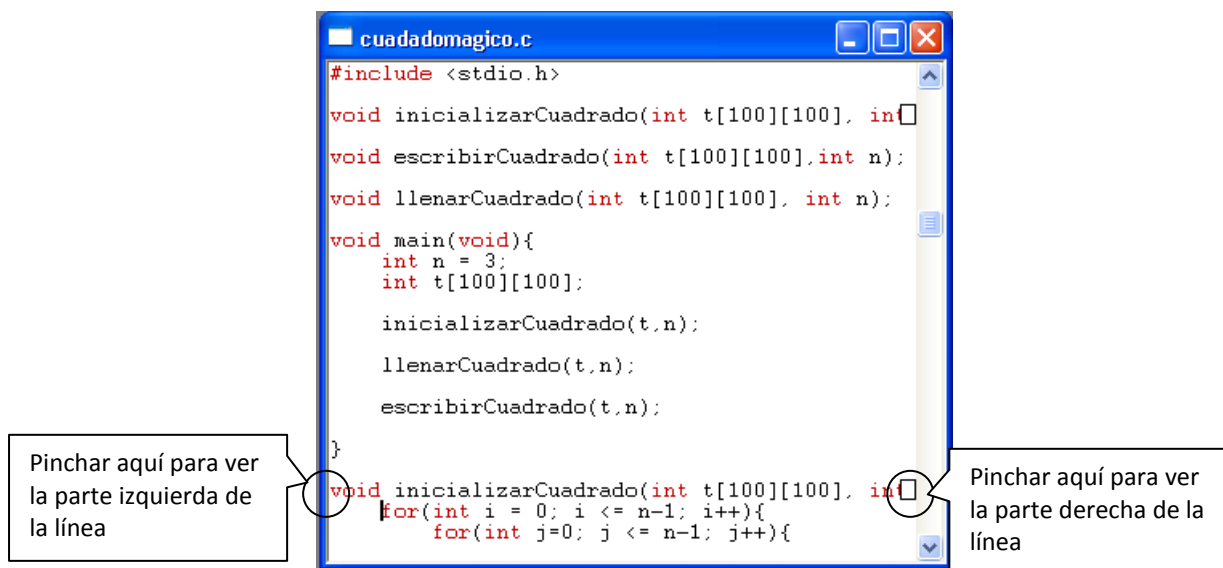 cuadadomagico.c
#include <stdio.h>
void inicializarCuadrado(int t[100][100], int
void escribirCuadrado(int t[100][100],int n);
void llenarCuadrado(int t[100][100], int n);
void main(void){
int n = 3;
int t[100][100];
inicializarCuadrado(t,n);
llenarCuadrado(t,n);
escribirCuadrado(t,n);
}
void inicializarCuadrado(int t[100][100], int
for(int i = 0; i <= n-1; i++){
for(int j=0; j <= n-1; j++){
Pinchar aquí para ver
la parte izquierda de
la línea
Pinchar aquí para ver
la parte derecha de la
línea